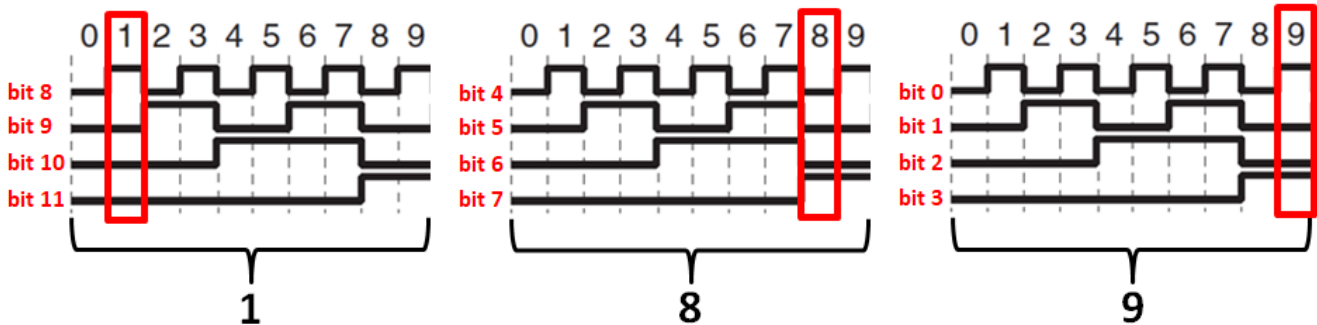 0 1 2 3 4 5 6 7 8 9
bit 8
bit 9
bit 10
bit 11
1
0 1 2 3 4 5 6 7 8 9
bit 4
bit 5
bit 6
bit 7
8
0 1 2 3 4 5 6 7 8 9
bit 0
bit 1
bit 2
bit 3
9